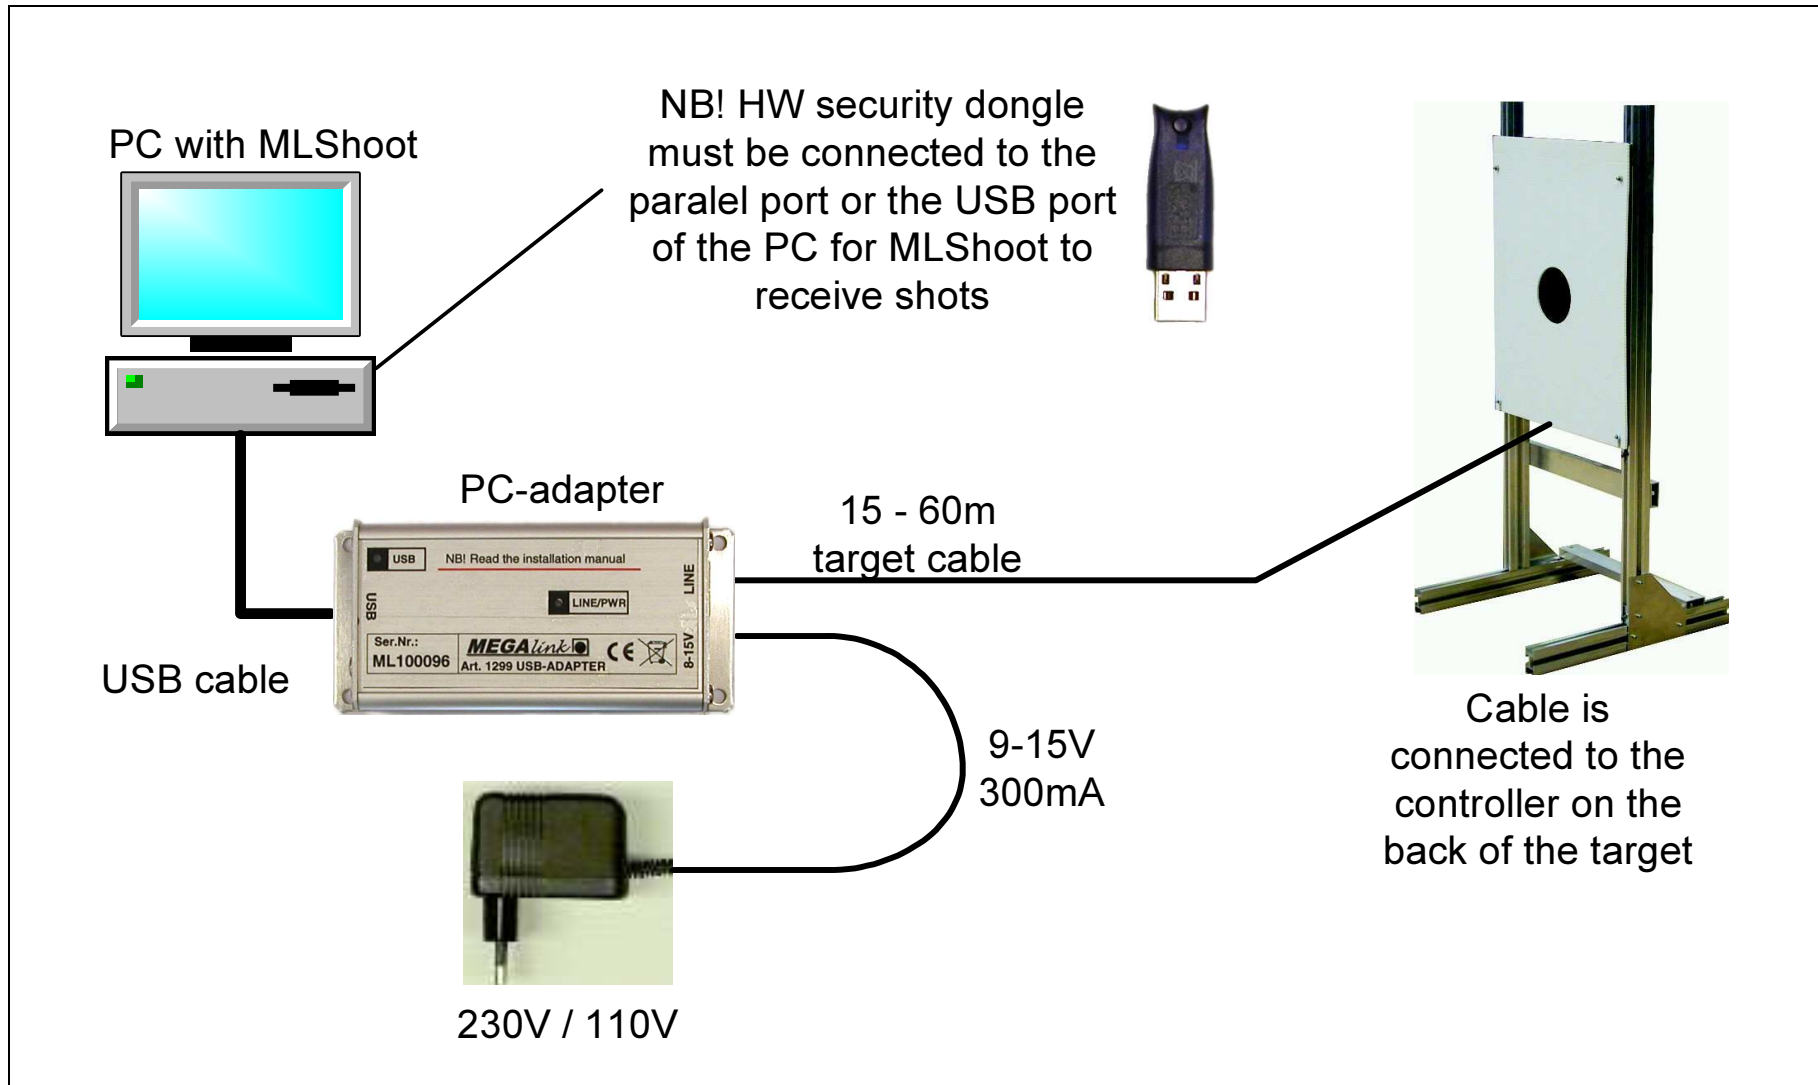 PC with MLShoot
NB! HW security dongle
must be connected to the
paralel port or the USB port
of the PC for MLShoot to
receive shots
PC-adapter
15 - 60m
target cable
USB
NB! Read the installation manual
LINE
USB
LINE/PWR
Ser.Nr.:
ML100096
MEGAlink
Art. 1299 USB-ADAPTER
CE
8-15V
USB cable
9-15V
300mA
230V / 110V
Cable is
connected to the
controller on the
back of the target